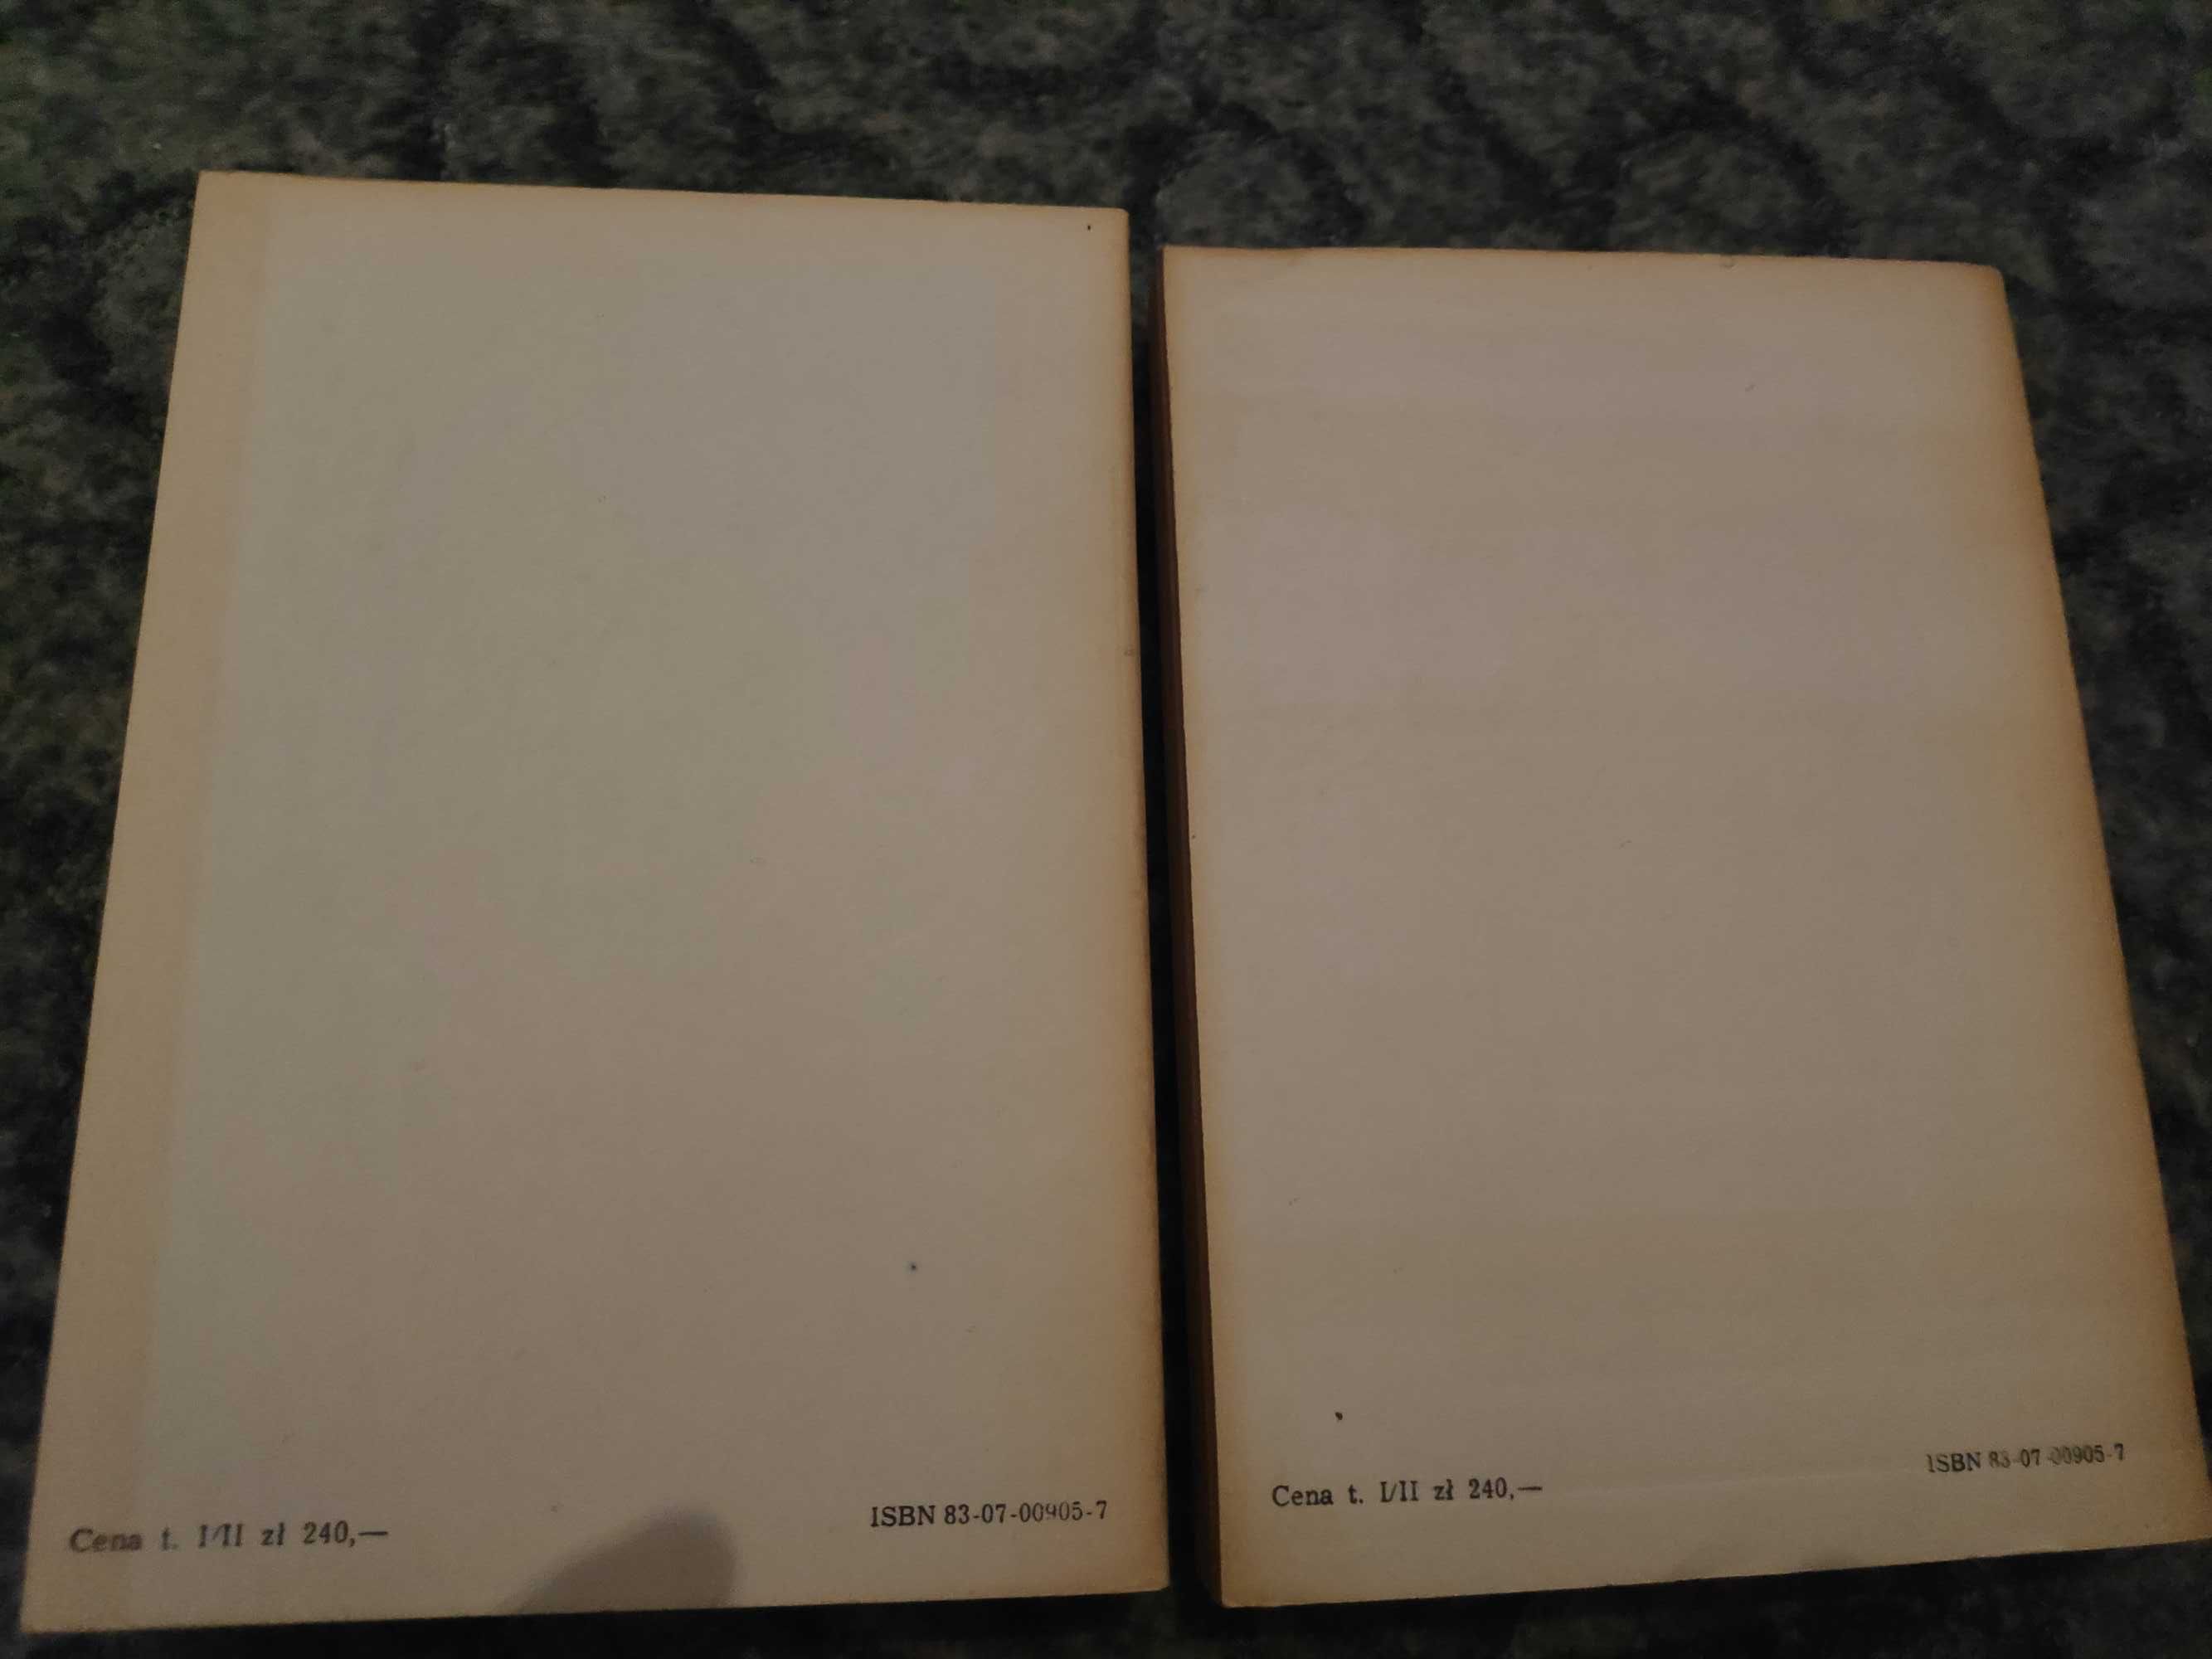 Cena t. I/II zł 240,—
ISBN 83-07-00905-7
Cena t. I/II zł 240,—
ISBN 83-07-00905-7